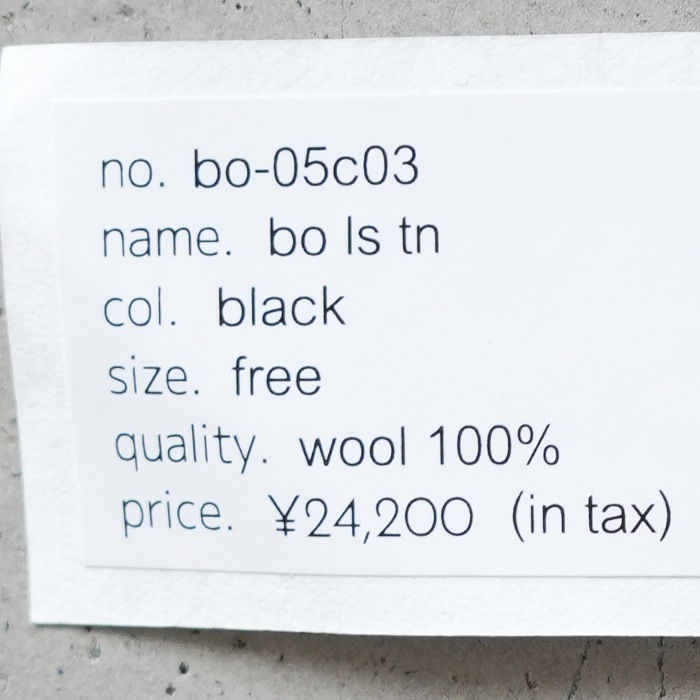 no. bo-05c03
name. bo ls tn
col. black
size. free
quality. wool 100%
price. ¥24,200 (in tax)